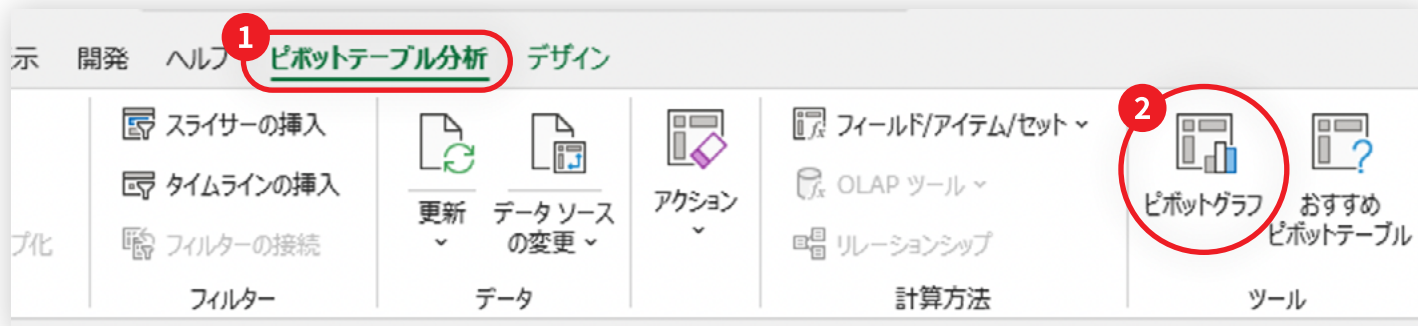 1
示 開発 ヘルプ ピボットテーブル分析 デザイン
スライサーの挿入
タイムラインの挿入
フィルターの接続
プ化
フィルター
更新
データ ソース
の変更
データ
アクション
フィールド/アイテム/セット
OLAP ツール
リレーションシップ
計算方法
2
ピボットグラフ
おすすめ
ピボットテーブル
ツール